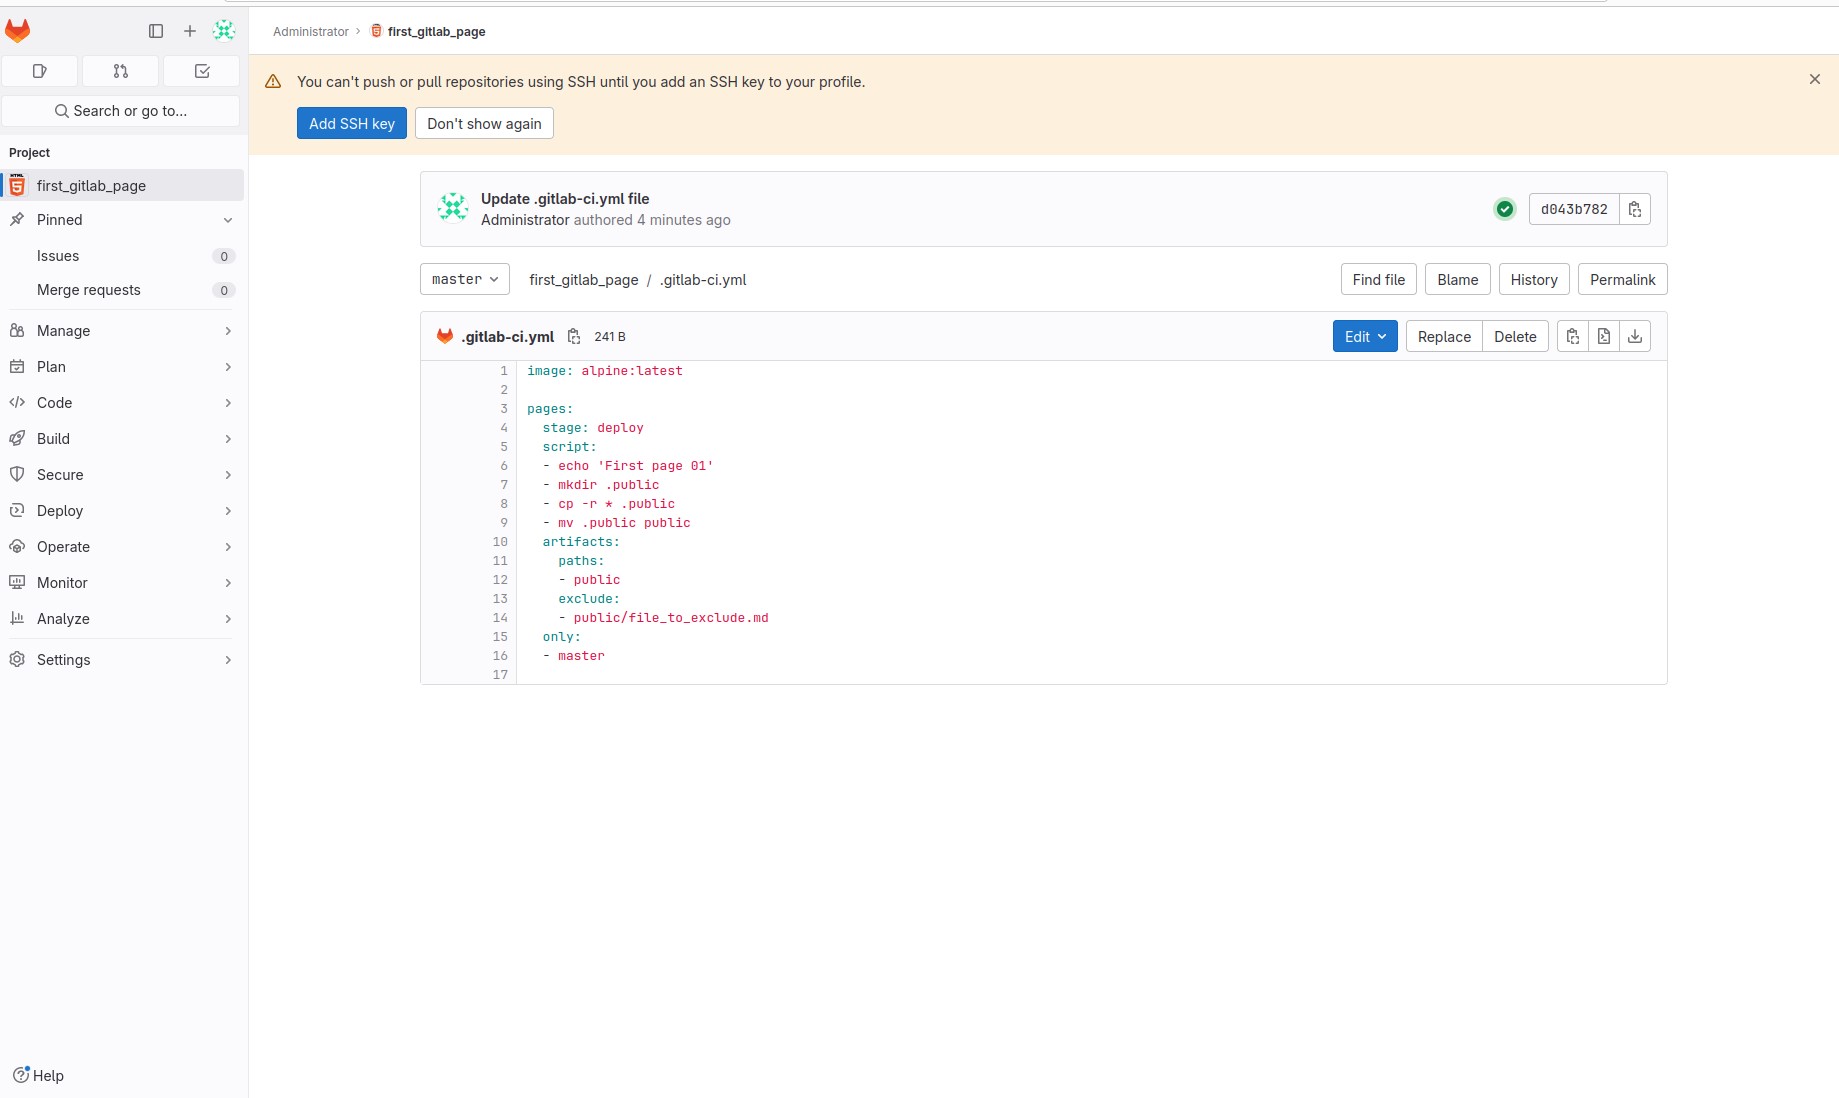 Administrator › first_gitlab_page
You can't push or pull repositories using SSH until you add an SSH key to your profile.
Add SSH key
Don't show again
Search or go to...
Project
first_gitlab_page
Pinned
Issues 0
Merge requests 0
Manage
Plan
Code
Build
Secure
Deploy
Operate
Monitor
Analyze
Settings
Help
Update .gitlab-ci.yml file
Administrator authored 4 minutes ago
d043b782
master
first_gitlab_page / .gitlab-ci.yml
Find file
Blame
History
Permalink
.gitlab-ci.yml 241 B
Edit
Replace
Delete
1 image: alpine:latest
2
3 pages:
4   stage: deploy
5   script:
6   - echo 'First page 01'
7   - mkdir .public
8   - cp -r * .public
9   - mv .public public
10   artifacts:
11     paths:
12     - public
13     exclude:
14     - public/file_to_exclude.md
15   only:
16   - master
17